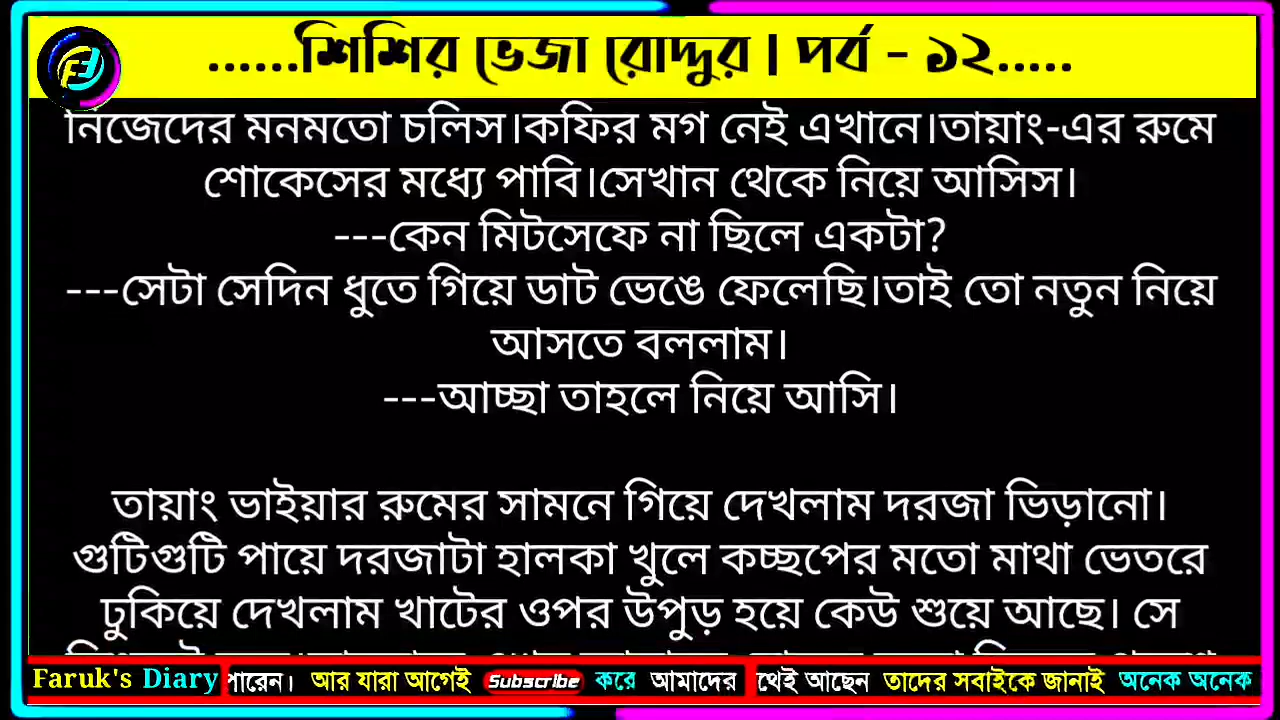 ......শিশির ভেজা রোদ্দুর | পর্ব - ১২.....
নিজেদের মনমতো চলিস।কফির মগ নেই এখানে।তায়াং-এর রুমে
শোকেসের মধ্যে পাবি।সেখান থেকে নিয়ে আসিস।
---কেন মিটসেফে না ছিলে একটা?
---সেটা সেদিন ধুতে গিয়ে ডাট ভেঙে ফেলেছি।তাই তো নতুন নিয়ে
আসতে বললাম।
---আচ্ছা তাহলে নিয়ে আসি।
তায়াং ভাইয়ার রুমের সামনে গিয়ে দেখলাম দরজা ভিড়ানো।
গুটিগুটি পায়ে দরজাটা হালকা খুলে কচ্ছপের মতো মাথা ভেতরে
ঢুকিয়ে দেখলাম খাটের ওপর উপুড় হয়ে কেউ শুয়ে আছে। সে
Faruk's Diary পারেন। আর যারা আগেই Subscribe করে আমাদের থেই আছেন তাদের সবাইকে জানাই অনেক অনেক